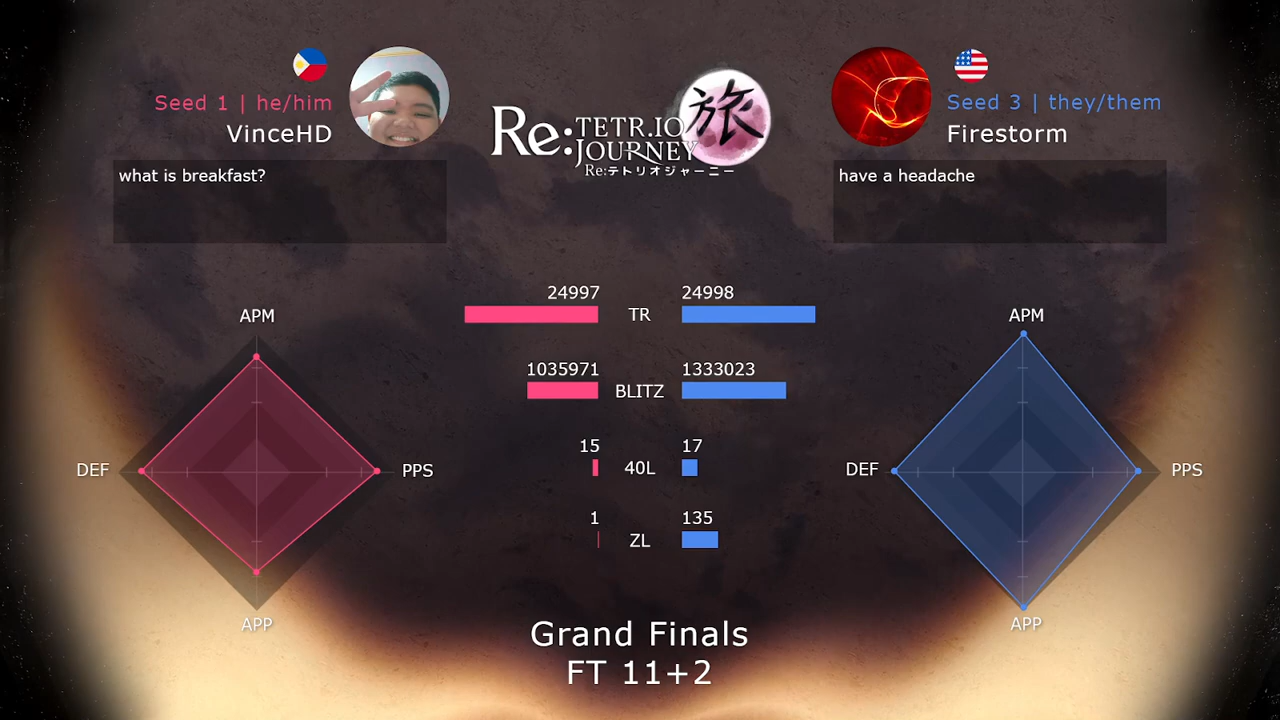 Seed 1 | he/him
VinceHD
what is breakfast?
Re:TETR.IO
JOURNEY
旅
Re:テトリオジャーニー
Seed 3 | they/them
Firestorm
have a headache
24997 TR 24998
1035971 BLITZ 1333023
15 40L 17
1 ZL 135
APM
DEF PPS
APP
APM
DEF PPS
APP
Grand Finals
FT 11+2